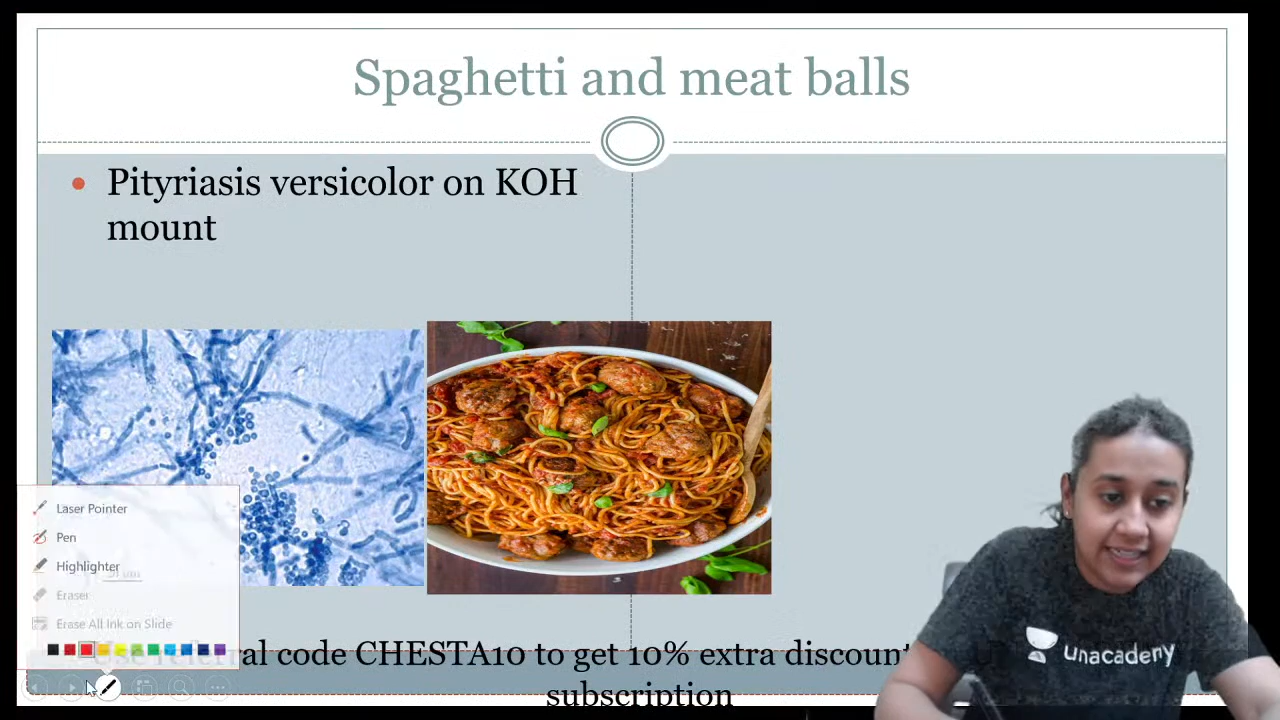 Spaghetti and meat balls
Pityriasis versicolor on KOH
mount
Laser Pointer
Pen
Highlighter
Eraser
Erase All Ink on Slide
referral code CHESTA10 to get 10% extra discount
subscription
unacademy